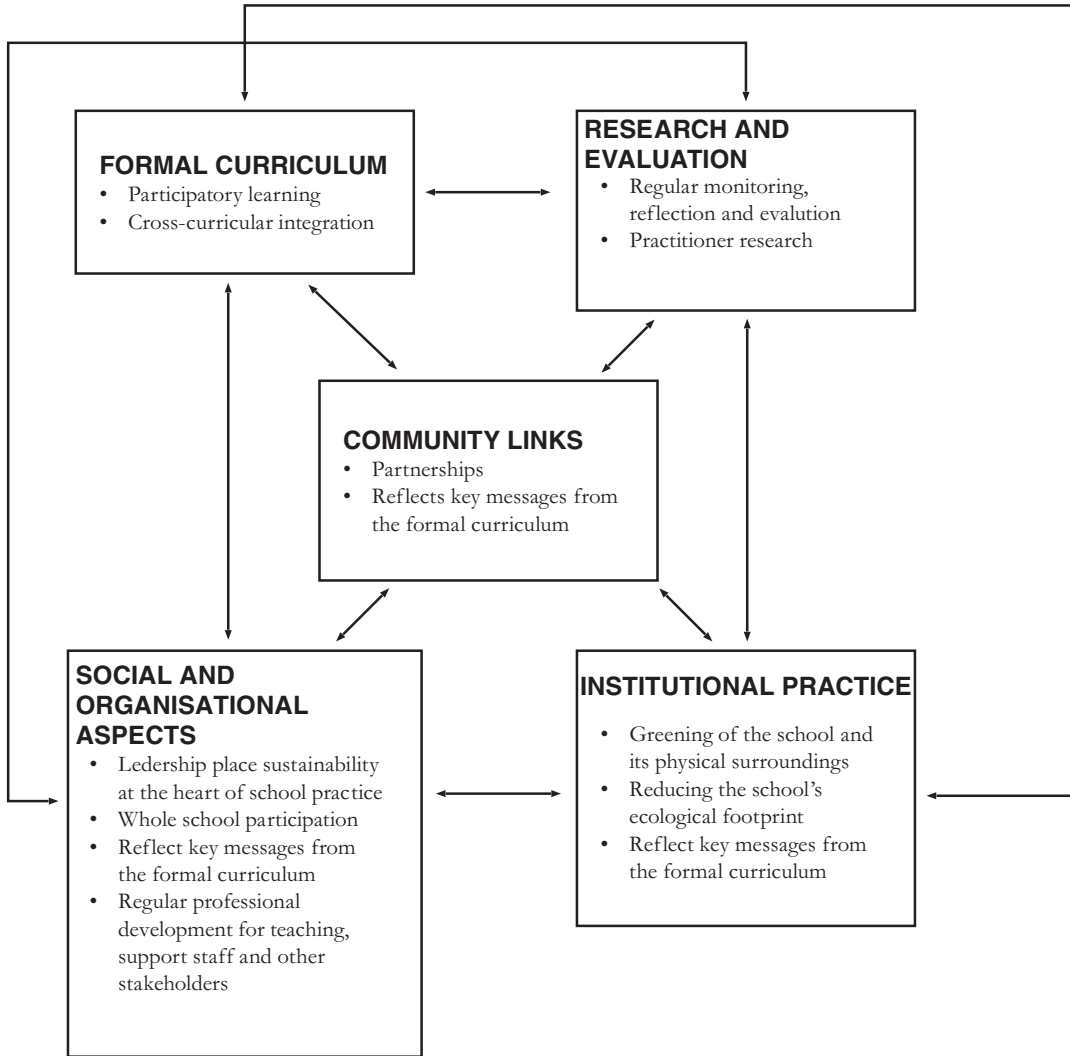 FORMAL CURRICULUM
• Participatory learning
• Cross-curricular integration
RESEARCH AND
EVALUATION
• Regular monitoring,
reflection and evalution
• Practitioner research
COMMUNITY LINKS
• Partnerships
• Reflects key messages from
the formal curriculum
SOCIAL AND
ORGANISATIONAL
ASPECTS
• Ledership place sustainability
at the heart of school practice
• Whole school participation
• Reflect key messages from
the formal curriculum
• Regular professional
development for teaching,
support staff and other
stakeholders
INSTITUTIONAL PRACTICE
• Greening of the school and
its physical surroundings
• Reducing the school’s
ecological footprint
• Reflect key messages from
the formal curriculum